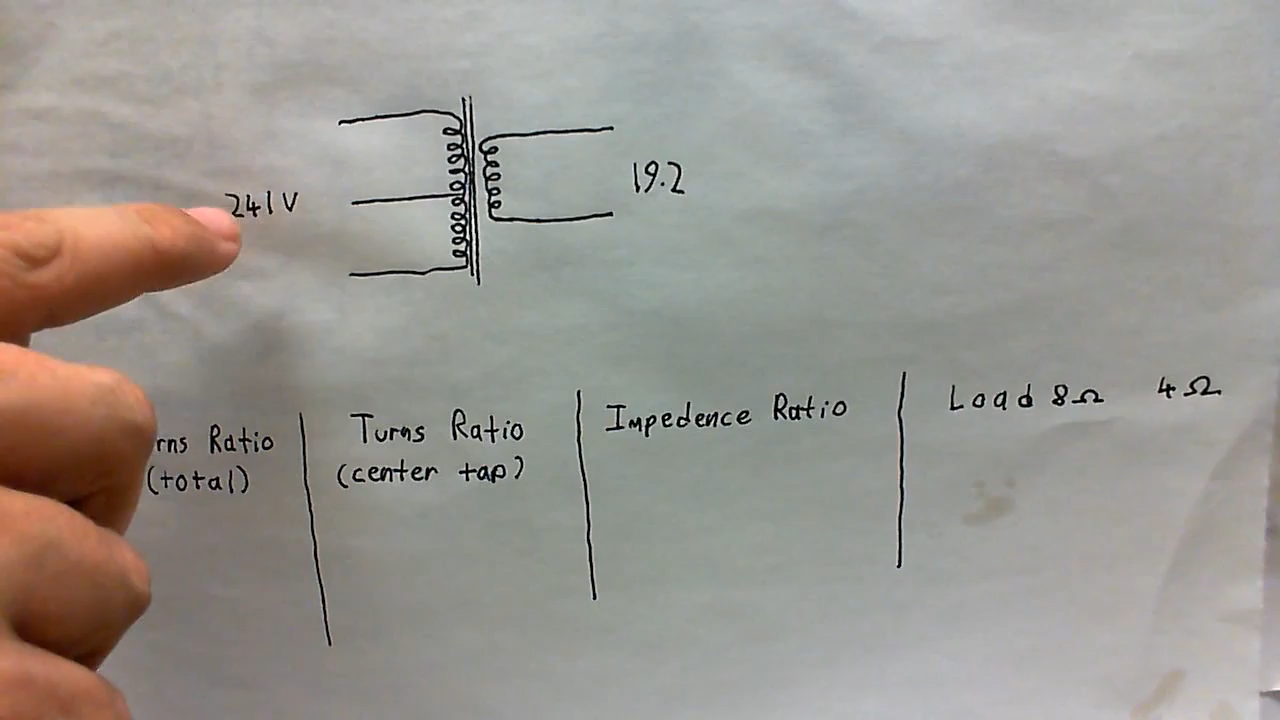 241V
19.2
rns Ratio
(total)
Turns Ratio
(center tap)
Impedence Ratio
Load 8Ω 4Ω